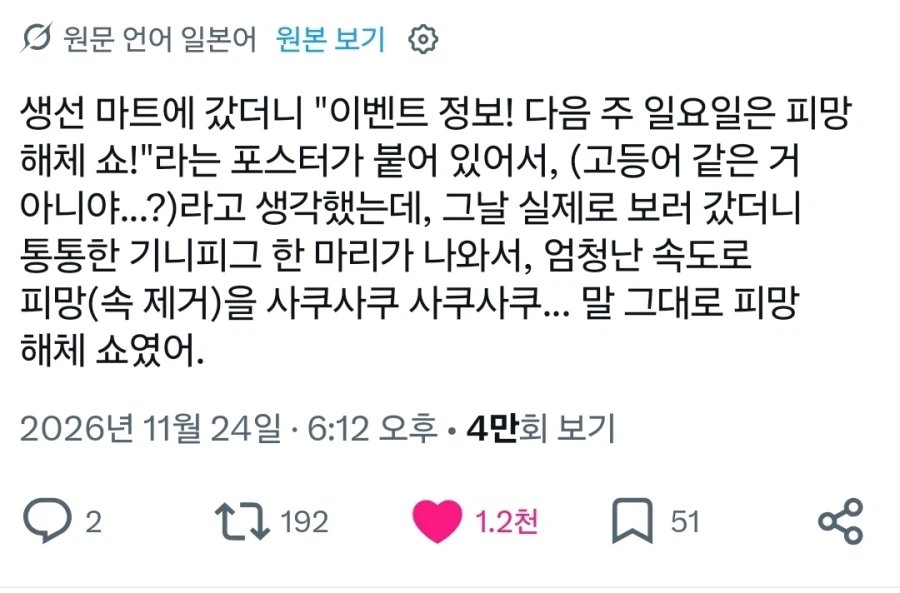 원문 언어 일본어 원본 보기
생선 마트에 갔더니 "이벤트 정보! 다음 주 일요일은 피망
해체 쇼!"라는 포스터가 붙어 있어서, (고등어 같은 거
아니야...?)라고 생각했는데, 그날 실제로 보러 갔더니
통통한 기니피그 한 마리가 나와서, 엄청난 속도로
피망(속 제거)을 사쿠사쿠 사쿠사쿠... 말 그대로 피망
해체 쇼였어.
2026년 11월 24일 · 6:12 오후 · 4만회 보기
2 192 1.2천 51